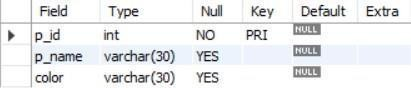 Field Type Null Key Default Extra
p_id int NO PRI NULL
p_name varchar(30) YES NULL
color varchar(30) YES NULL